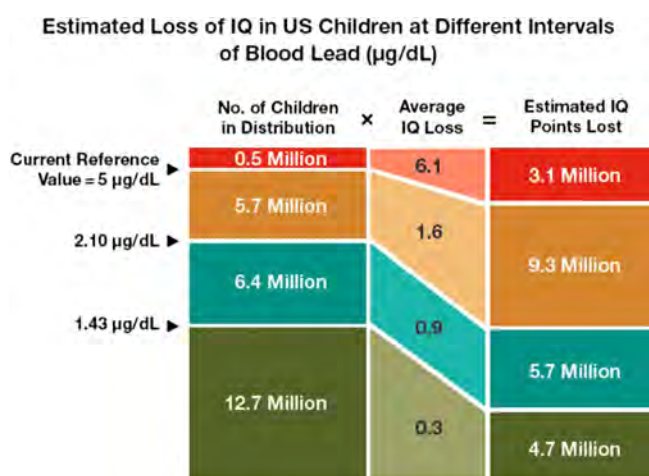 Estimated Loss of IQ in US Children at Different Intervals
of Blood Lead (µg/dL)
No. of Children
in Distribution
×
Average
IQ Loss
=
Estimated IQ
Points Lost
Current Reference
Value = 5 µg/dL
0.5 Million
6.1
3.1 Million
5.7 Million
1.6
9.3 Million
2.10 µg/dL
6.4 Million
0.9
5.7 Million
1.43 µg/dL
12.7 Million
0.3
4.7 Million